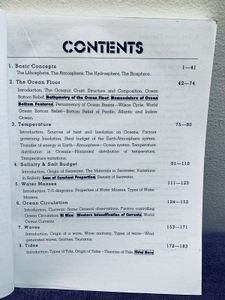 CONTENTS
1. Basic Concepts 1—41
The Lithosphere, The Atmosphere, The Hydrosphere, The Biosphere.
2. The Ocean Floor 42—74
Introduction, The Oceanic Crust Structure and Composition, Ocean
Bottom Relief, Bathymetry of the Ocean Floor, Nomenclature of Ocean
Bottom Features, Permanency of Ocean Basins—Wilson Cycle, World
Ocean Bottom Relief—Bottom Relief of Pacific, Atlantic and Indian
Ocean.
3. Temperature 75—90
Introduction, Sources of heat and Insolation on Oceans, Factors
governing Insolation, Heat budget of the Earth-Atmosphere system,
Transfer of energy in Earth—Atmosphere—Ocean system, Temperature
distribution in Oceans—Horizontal distribution of temperature,
Temperature variations.
4. Salinity & Salt Budget 91—110
Introduction, Origin of Seawater, The Materials in Seawater, Variations
in Salinity, Law of Constant Proportion, Density of Seawater.
5. Water Masses 111—123
Introduction, T-S diagrams, Properties of Water Masses, Types of Water
Masses.
6. Ocean Circulation 124—152
Introduction, Currents: Some General observations, Factors controlling
Ocean Currents, El Nino, Western Intensification of Currents, World
Ocean Currents.
7. Waves 153—171
Introduction, Origin of a wave, Wave anatomy, Types of wave—Wind
generated waves, Seiches, Tsunamis.
8. Tides 172—183
Introduction, Types of Tide, Origin of Tide—Theories of Tide, Tidal Bore